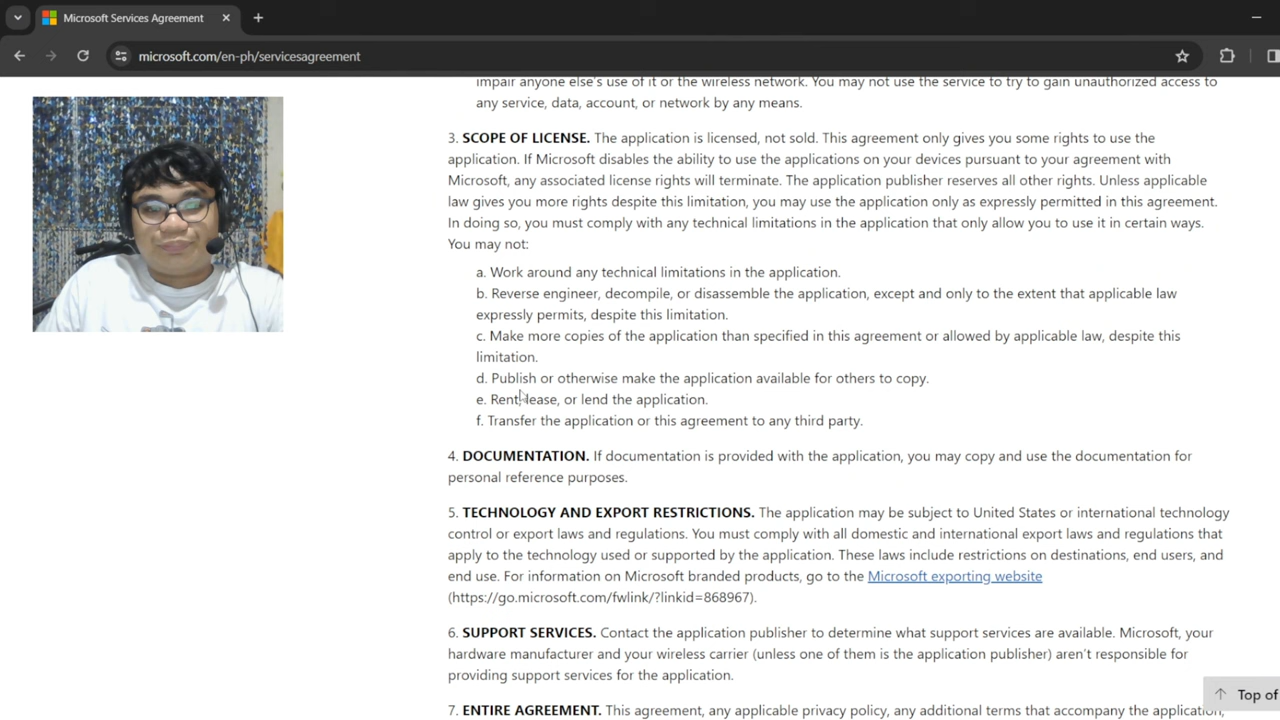 Microsoft Services Agreement
microsoft.com/en-ph/servicesagreement
impair anyone else's use of it or the wireless network. You may not use the service to try to gain unauthorized access to
any service, data, account, or network by any means.
3. SCOPE OF LICENSE. The application is licensed, not sold. This agreement only gives you some rights to use the
application. If Microsoft disables the ability to use the applications on your devices pursuant to your agreement with
Microsoft, any associated license rights will terminate. The application publisher reserves all other rights. Unless applicable
law gives you more rights despite this limitation, you may use the application only as expressly permitted in this agreement.
In doing so, you must comply with any technical limitations in the application that only allow you to use it in certain ways.
You may not:
a. Work around any technical limitations in the application.
b. Reverse engineer, decompile, or disassemble the application, except and only to the extent that applicable law
expressly permits, despite this limitation.
c. Make more copies of the application than specified in this agreement or allowed by applicable law, despite this
limitation.
d. Publish or otherwise make the application available for others to copy.
e. Rent, lease, or lend the application.
f. Transfer the application or this agreement to any third party.
4. DOCUMENTATION. If documentation is provided with the application, you may copy and use the documentation for
personal reference purposes.
5. TECHNOLOGY AND EXPORT RESTRICTIONS. The application may be subject to United States or international technology
control or export laws and regulations. You must comply with all domestic and international export laws and regulations that
apply to the technology used or supported by the application. These laws include restrictions on destinations, end users, and
end use. For information on Microsoft branded products, go to the Microsoft exporting website
(https://go.microsoft.com/fwlink/?linkid=868967).
6. SUPPORT SERVICES. Contact the application publisher to determine what support services are available. Microsoft, your
hardware manufacturer and your wireless carrier (unless one of them is the application publisher) aren't responsible for
providing support services for the application.
Top of
7. ENTIRE AGREEMENT. This agreement, any applicable privacy policy, any additional terms that accompany the application,